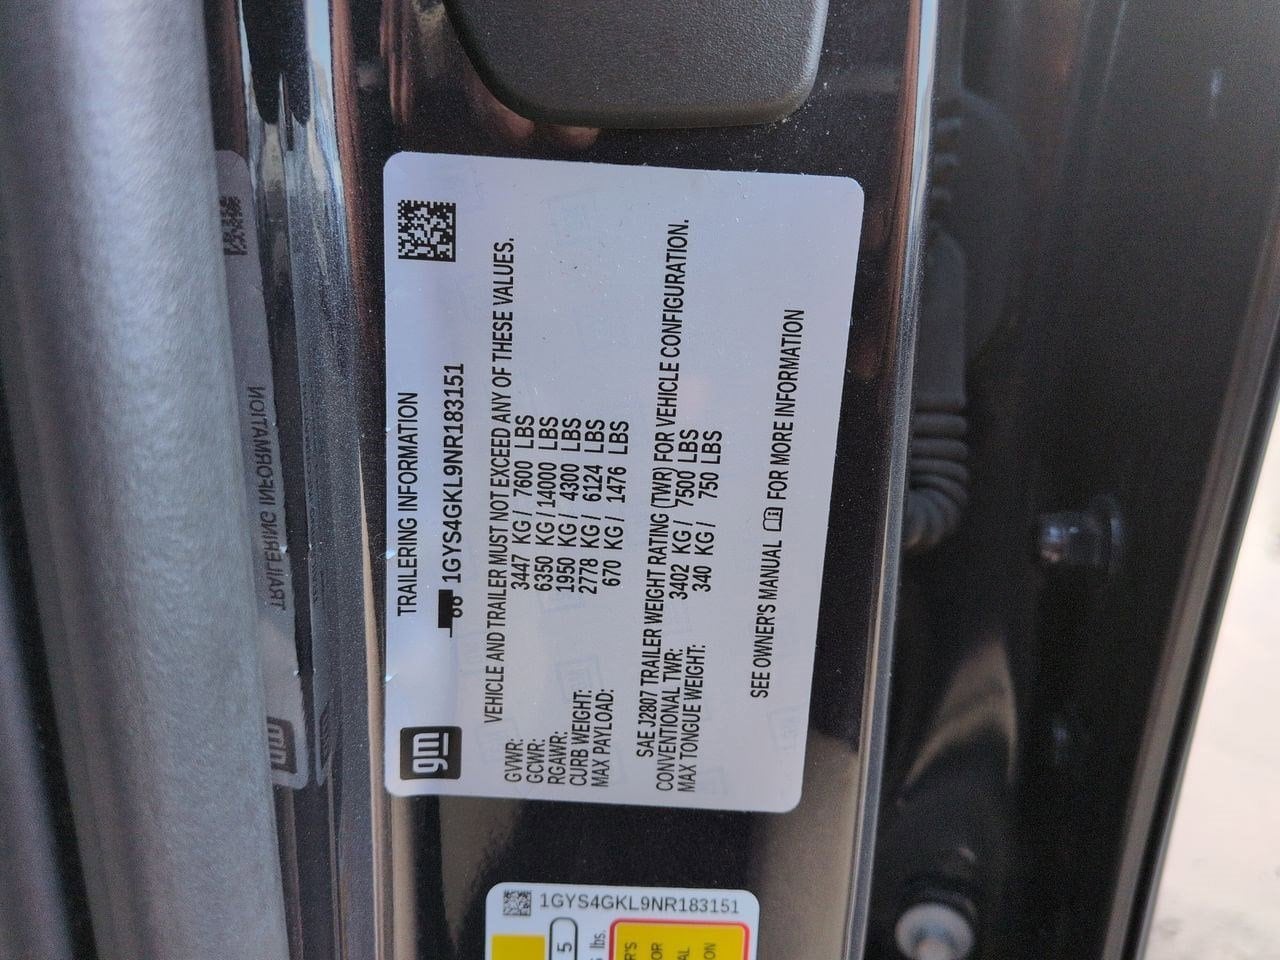 gm
TRAILERING INFORMATION
1GYS4GKL9NR183151
VEHICLE AND TRAILER MUST NOT EXCEED ANY OF THESE VALUES.
GVWR: 3447 KG / 7600 LBS
GCWR: 6350 KG / 14000 LBS
RGAWR: 1950 KG / 4300 LBS
CURB WEIGHT: 2778 KG / 6124 LBS
MAX PAYLOAD: 670 KG / 1476 LBS
SAE J2807 TRAILER WEIGHT RATING (TWR) FOR VEHICLE CONFIGURATION.
CONVENTIONAL TWR: 3402 KG / 7500 LBS
MAX TONGUE WEIGHT: 340 KG / 750 LBS
SEE OWNER'S MANUAL FOR MORE INFORMATION
1GYS4GKL9NR183151
5
lbs.